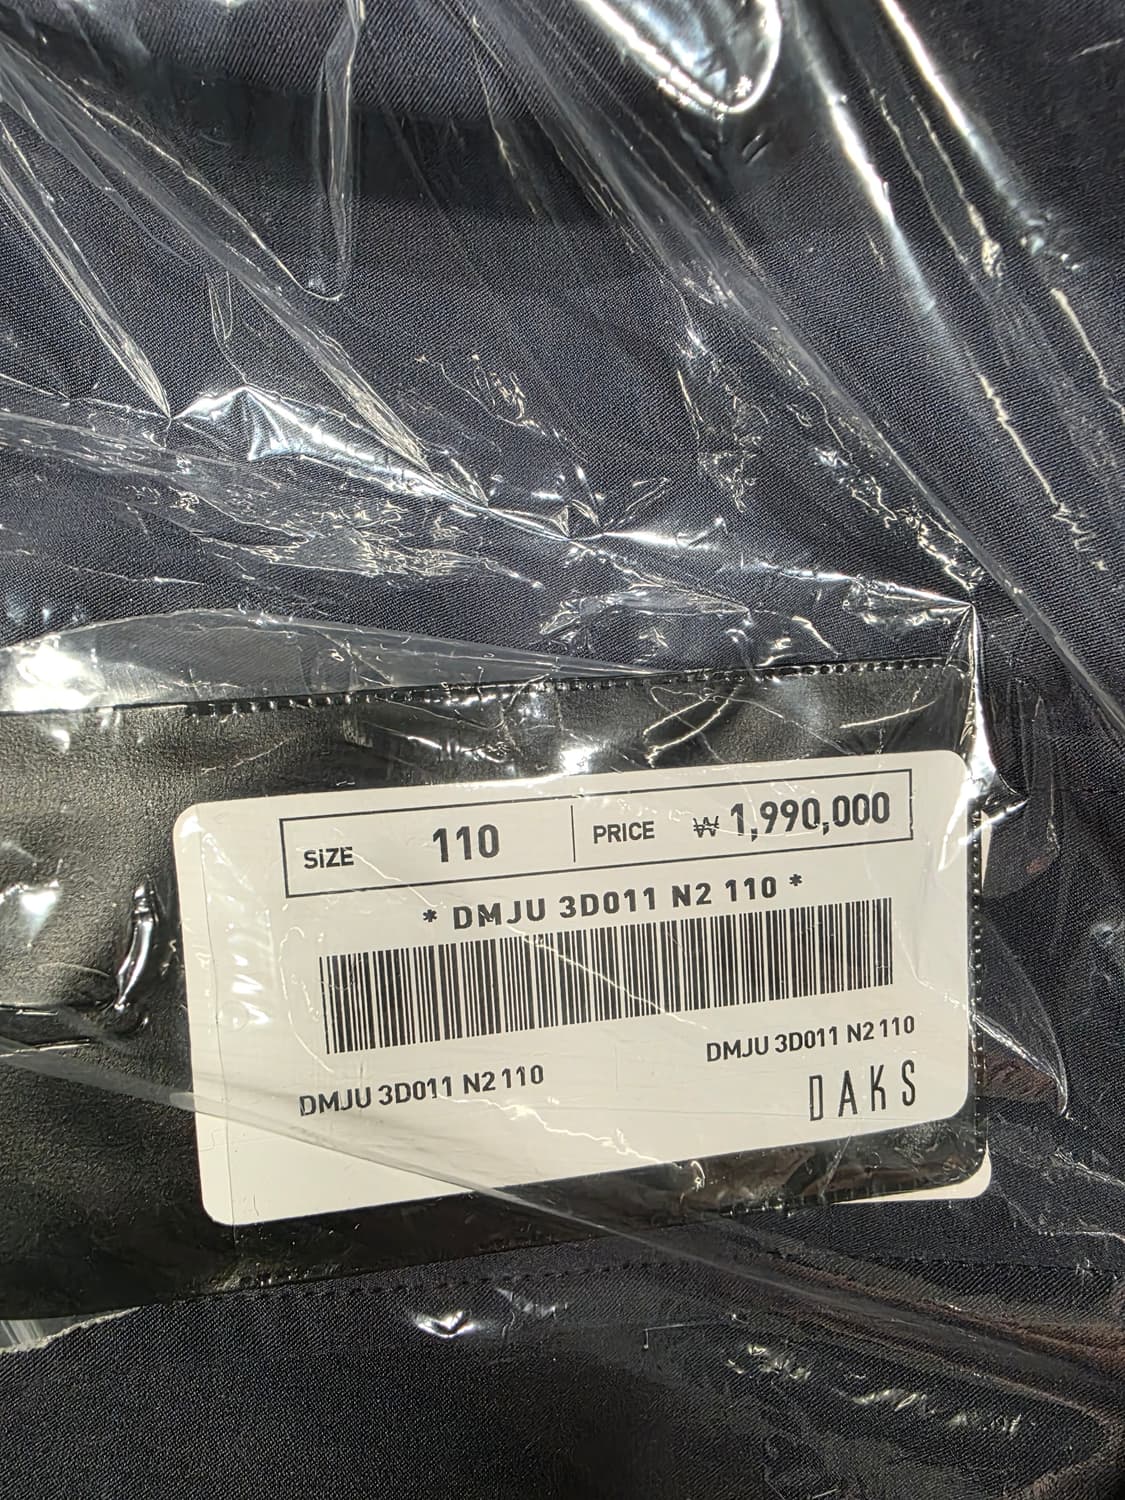 SIZE 110 PRICE ₩ 1,990,000
* DMJU 3D011 N2 110 *
DMJU 3D011 N2 110
DMJU 3D011 N2 110
DAKS